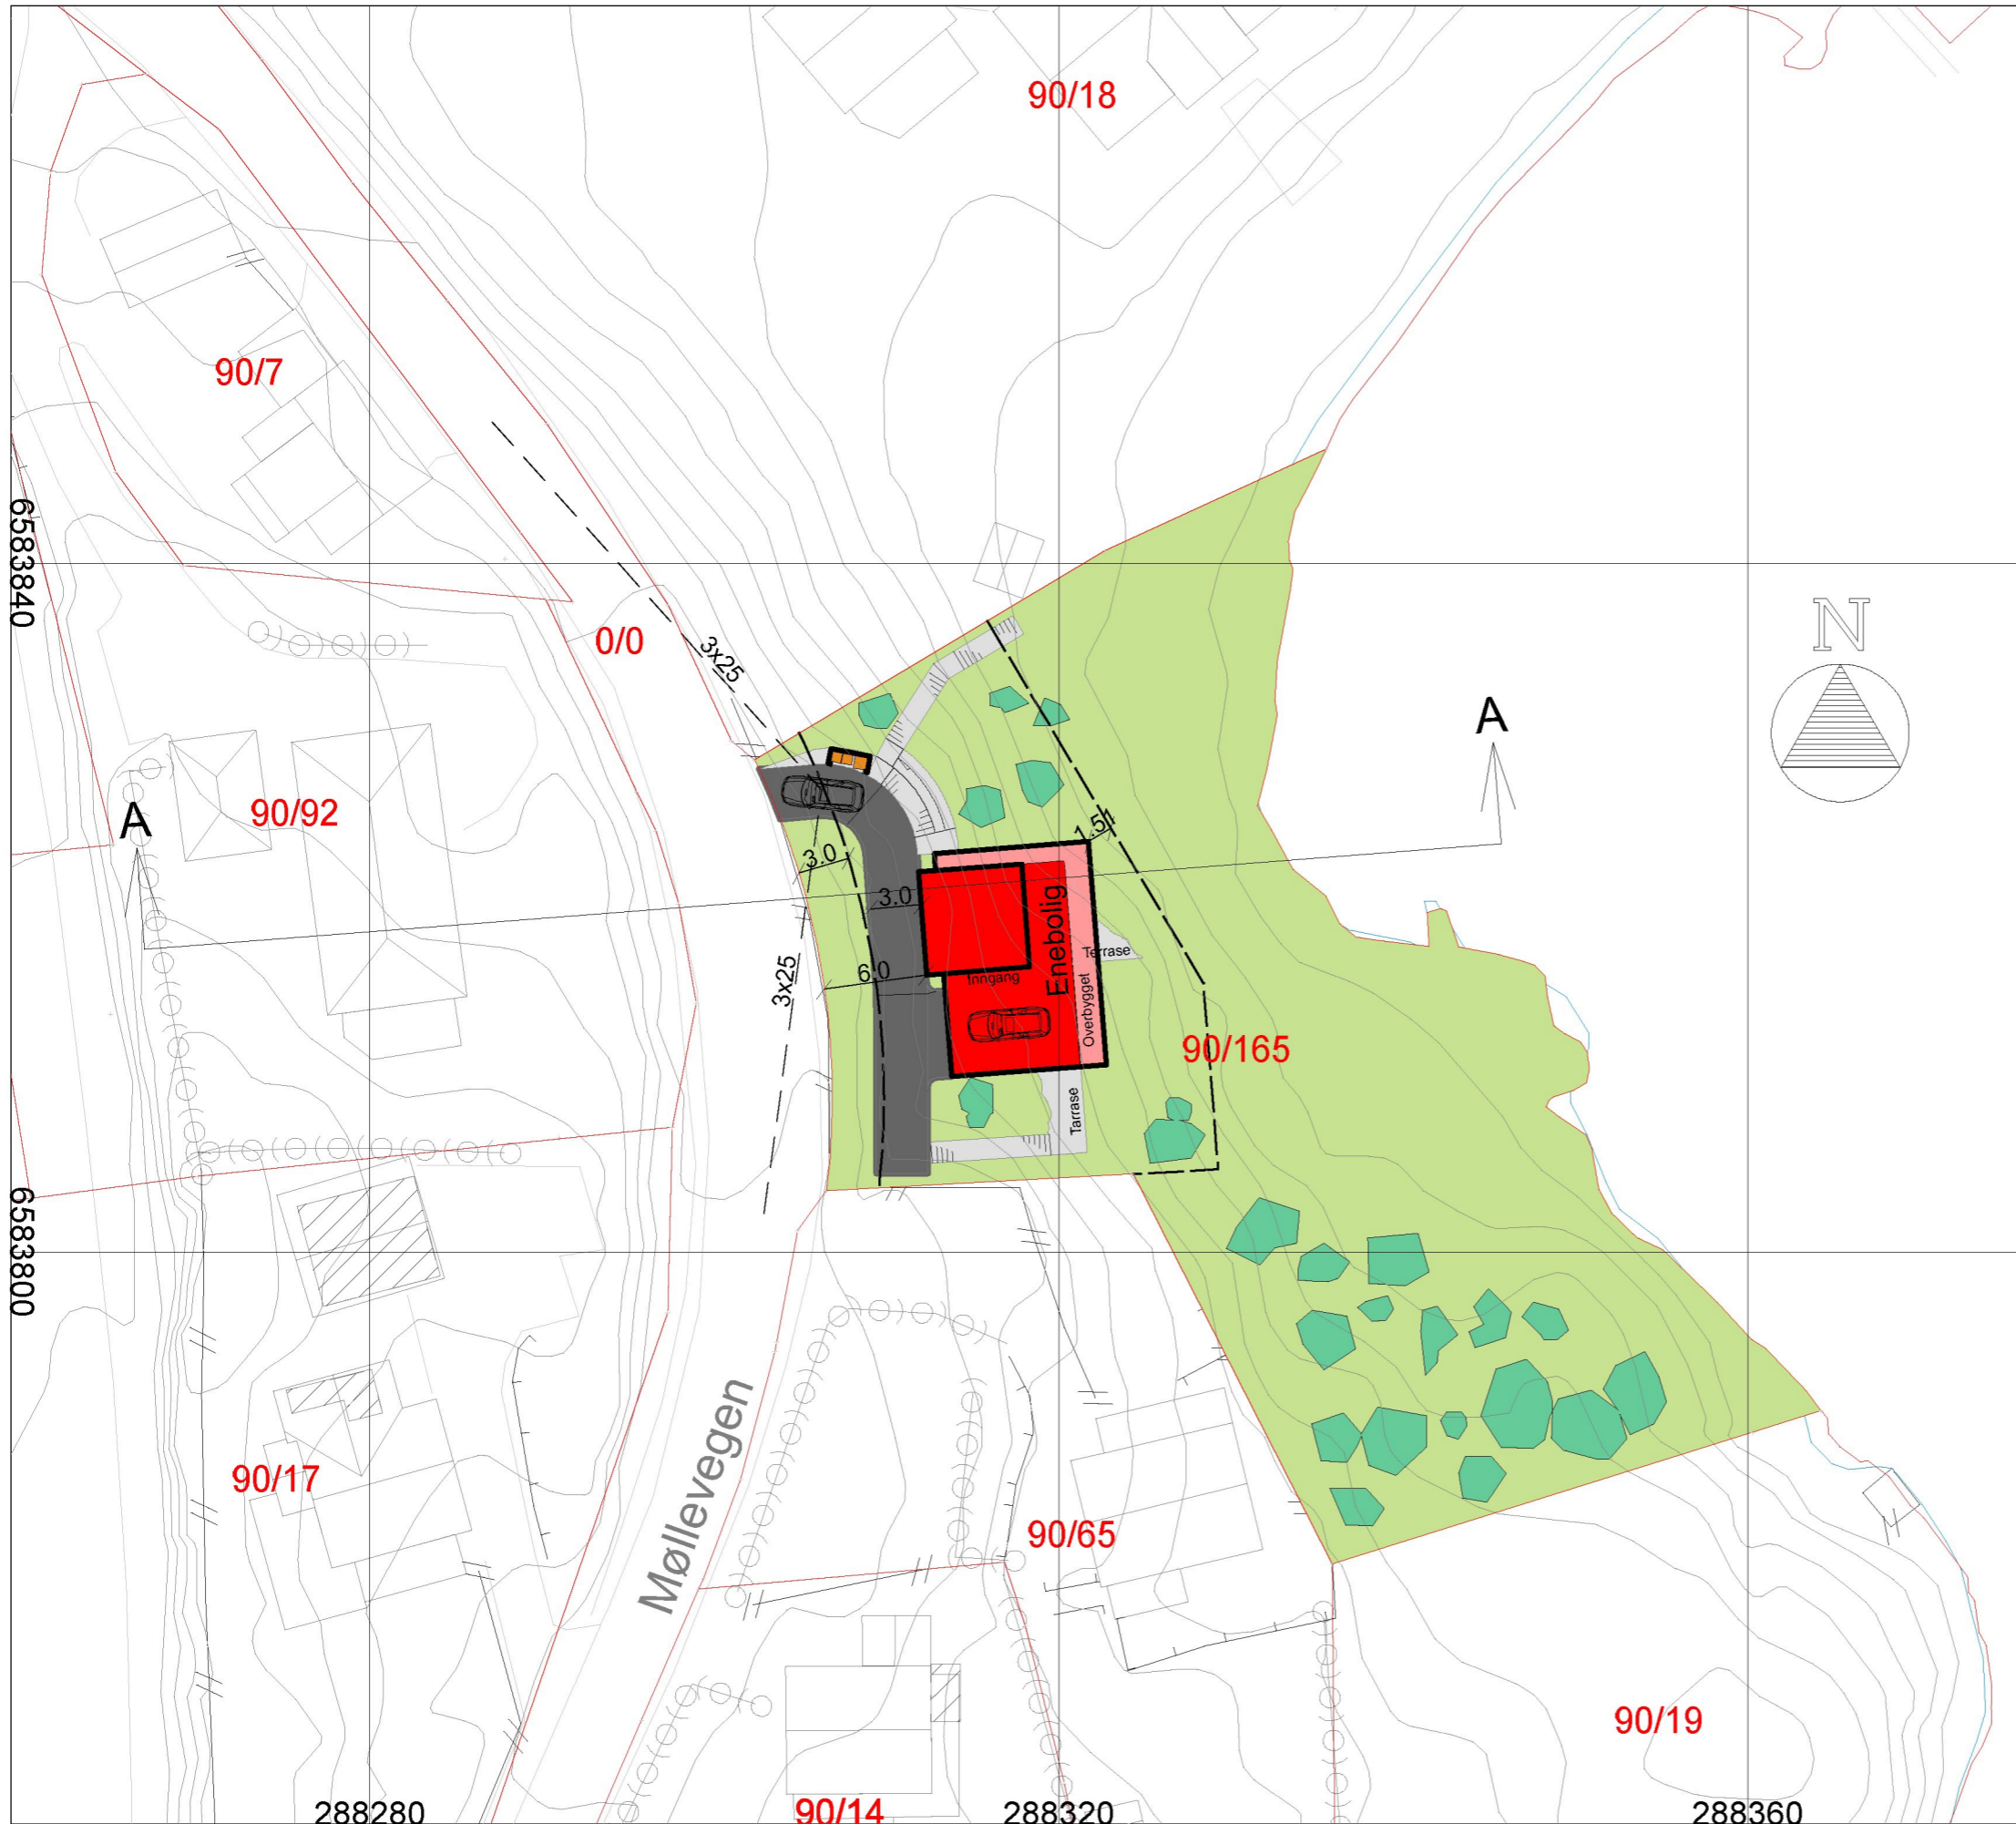 90/18
90/7
6583840
N
0/0
3x25
A
90/92
A
1.5
3.0
3.0
Enebolig
Terrase
6.0
Inngang
3x25
Overbygget
90/165
Tarrase
6583800
Møllevegen
90/17
90/65
90/19
288280
90/14
288320
288360